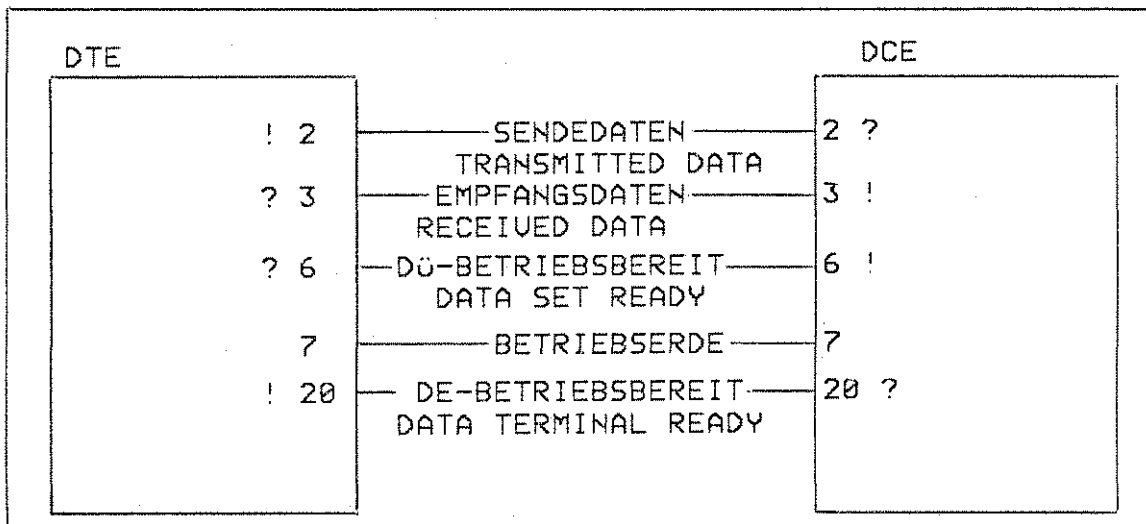 DTE DCE
! 2 SENDEDATEN 2 ?
TRANSMITTED DATA
? 3 EMPFANGSDATEN 3 !
RECEIVED DATA
? 6 DÜ-BETRIEBSBEREIT 6 !
DATA SET READY
7 BETRIEBSERDE 7
! 20 DE-BETRIEBSBEREIT 20 ?
DATA TERMINAL READY